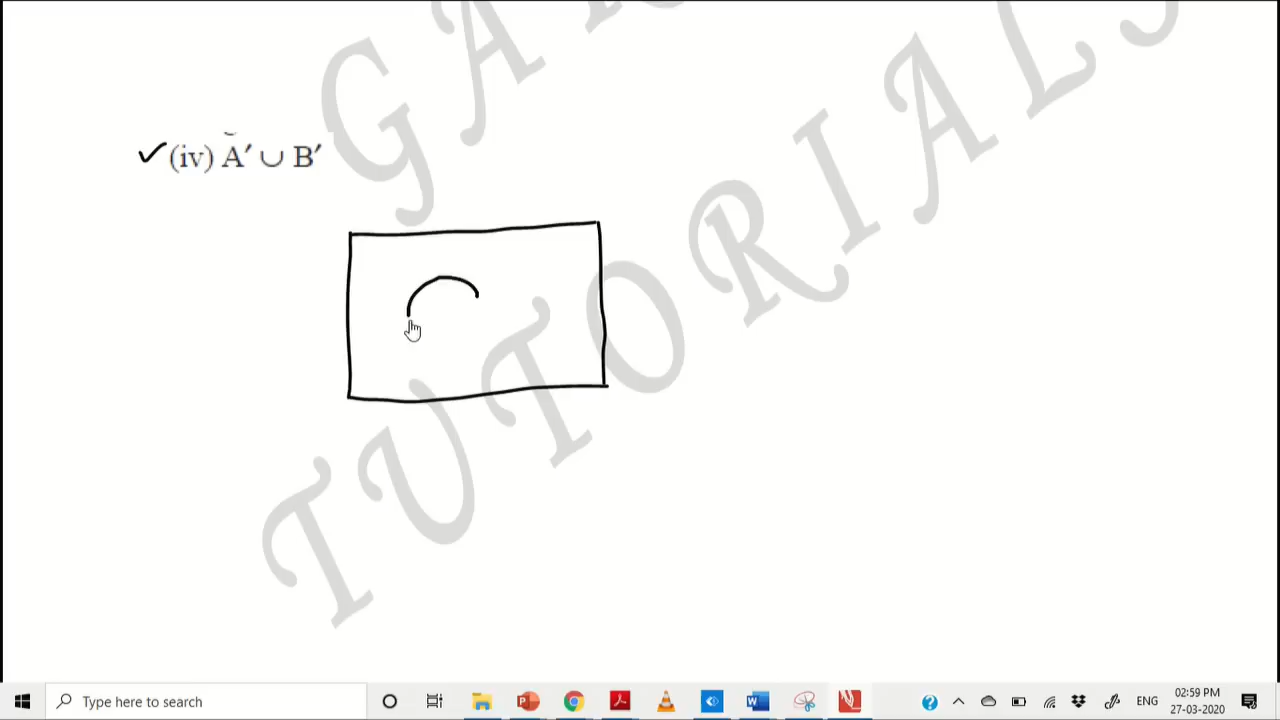 GA
TUTORIALS
✓(iv) A′ ∪ B′
Type here to search
ENG
02:59 PM
27-03-2020